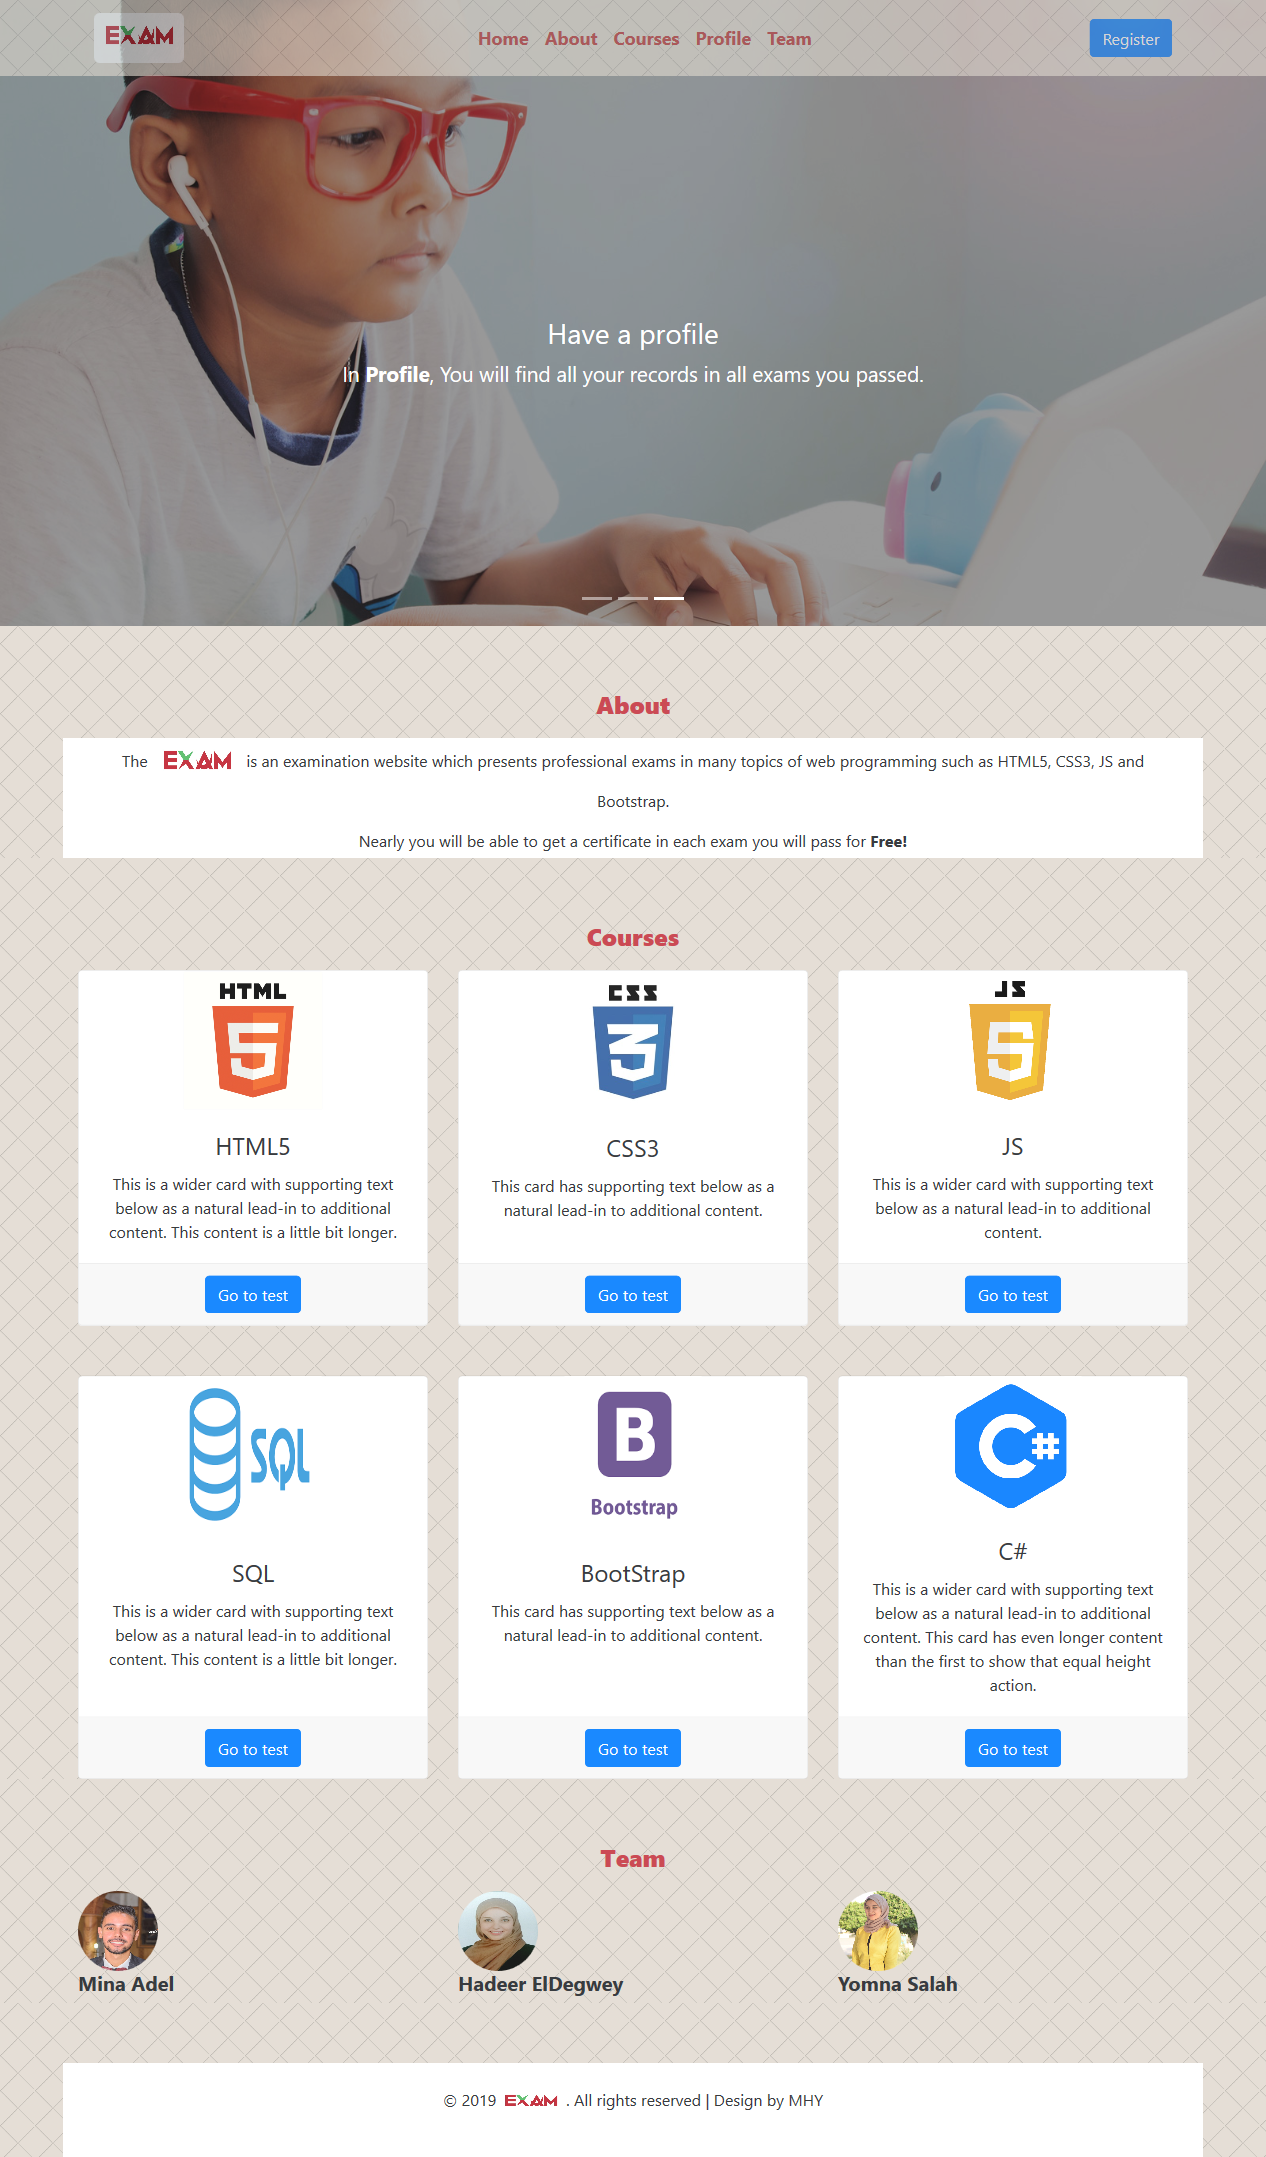 EXAM
Home About Courses Profile Team
Register
Have a profile
In Profile, You will find all your records in all exams you passed.
About
The EXAM is an examination website which presents professional exams in many topics of web programming such as HTML5, CSS3, JS and
Bootstrap.
Nearly you will be able to get a certificate in each exam you will pass for Free!
Courses
HTML
5
HTML5
This is a wider card with supporting text
below as a natural lead-in to additional
content. This content is a little bit longer.
Go to test
CSS
3
CSS3
This card has supporting text below as a
natural lead-in to additional content.
Go to test
JS
5
JS
This is a wider card with supporting text
below as a natural lead-in to additional
content.
Go to test
SQL
SQL
This is a wider card with supporting text
below as a natural lead-in to additional
content. This content is a little bit longer.
Go to test
B
Bootstrap
BootStrap
This card has supporting text below as a
natural lead-in to additional content.
Go to test
C#
C#
This is a wider card with supporting text
below as a natural lead-in to additional
content. This card has even longer content
than the first to show that equal height
action.
Go to test
Team
Mina Adel
Hadeer ElDegwey
Yomna Salah
© 2019 EXAM . All rights reserved | Design by MHY